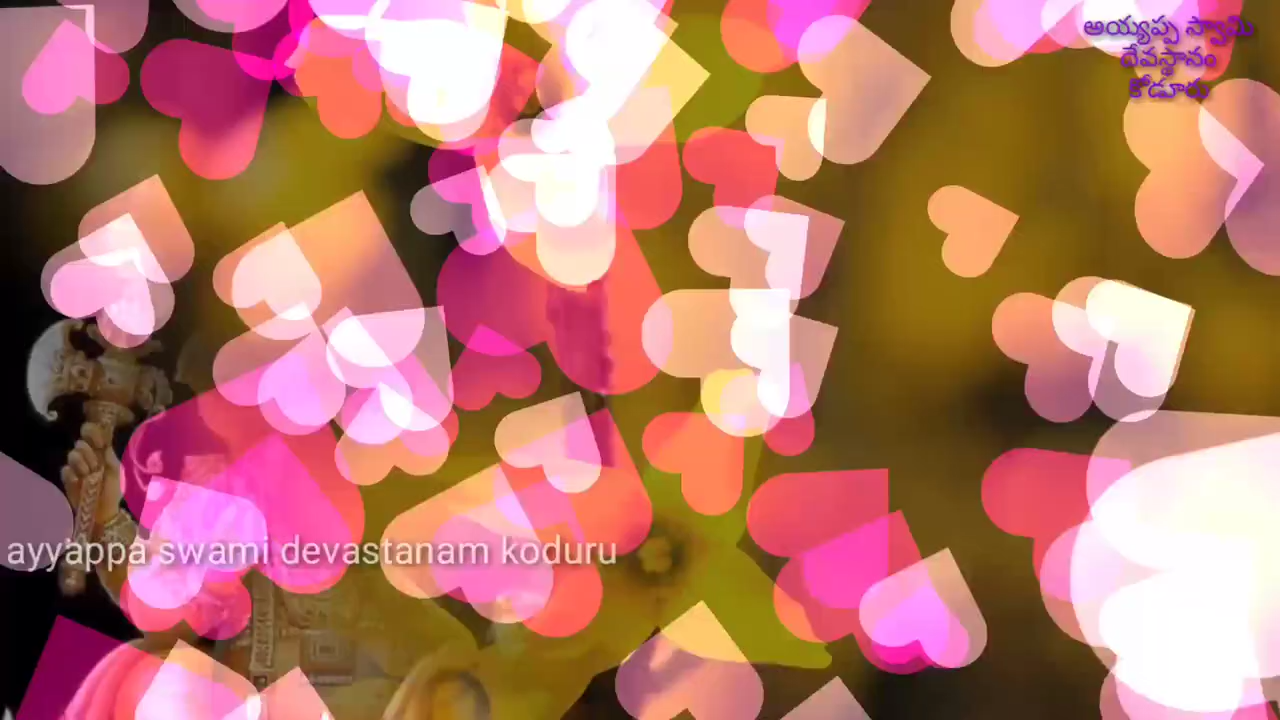 అయ్యప్ప స్వామి
దేవస్థానం
కోడూరు
ayyappa swami devastanam koduru